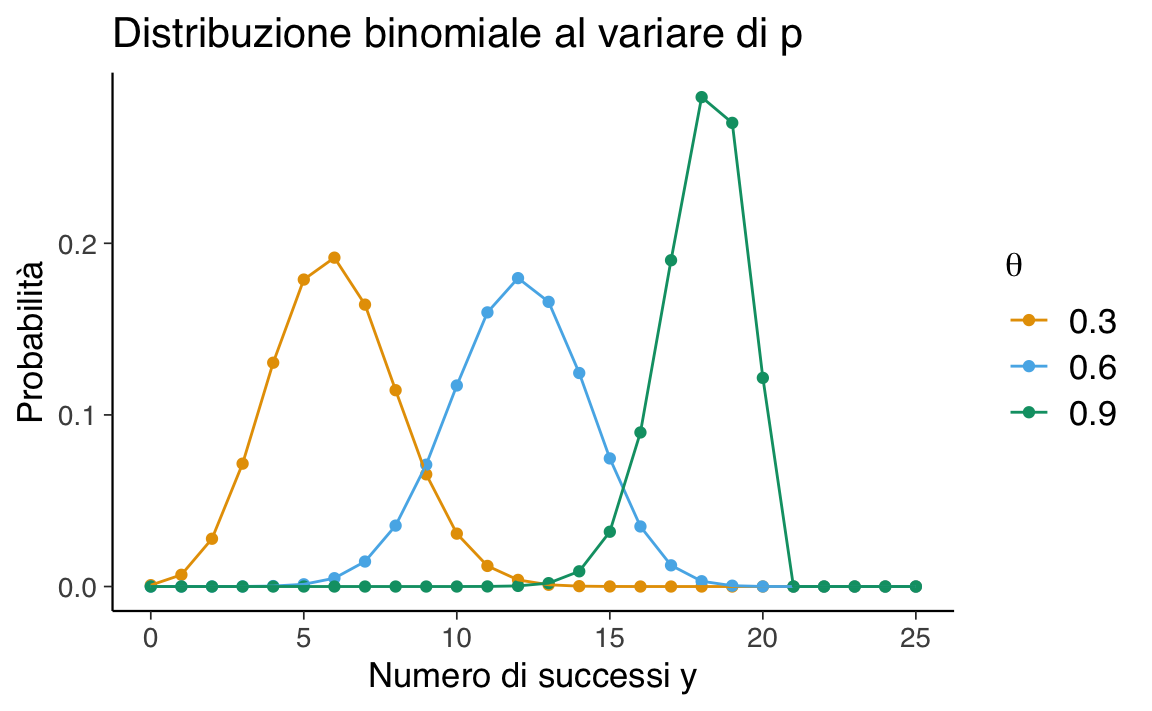 Distribuzione binomiale al variare di p
Probabilità
0.2
0.1
0.0
0 5 10 15 20 25
Numero di successi y
θ
0.3
0.6
0.9